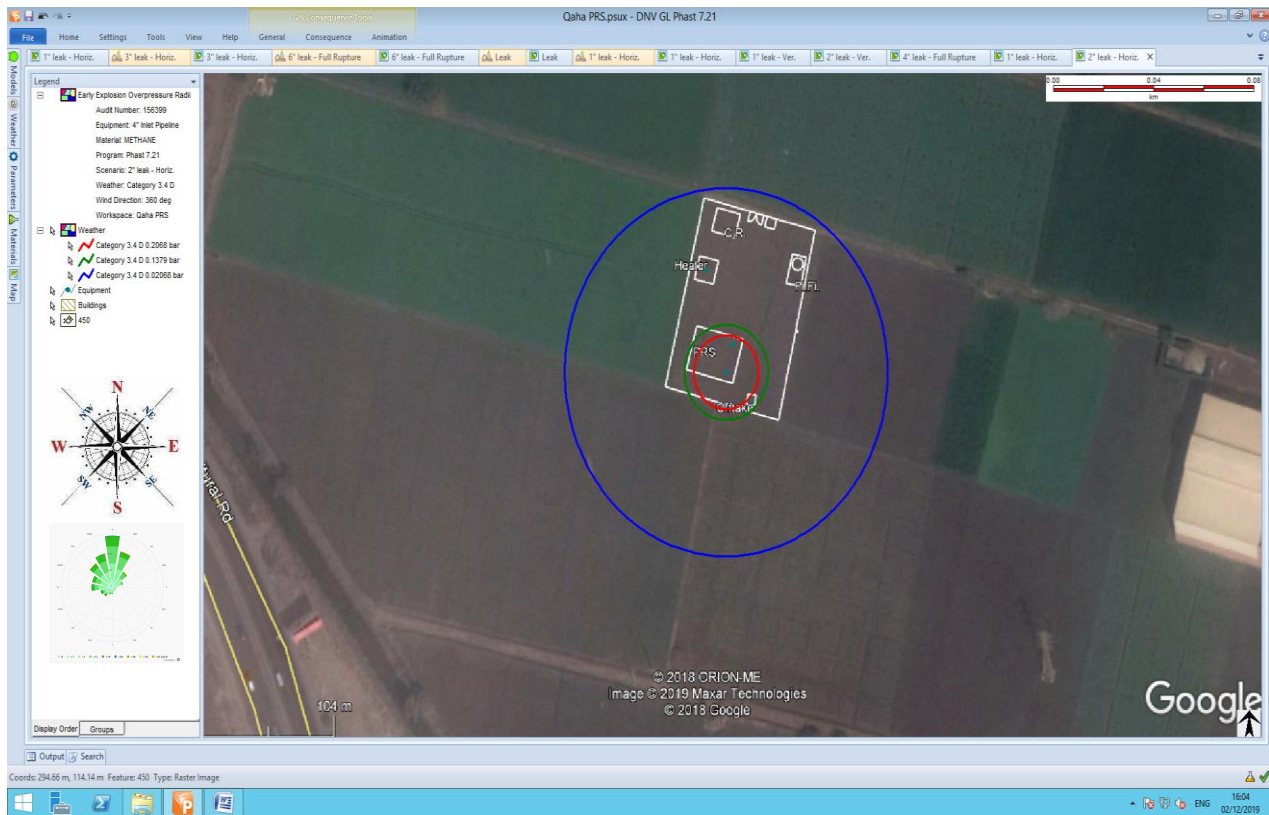 GIS Consequence Tools
Qaha PRS.psux - DNV GL Phast 7.21
File Home Settings Tools View Help General Consequence Animation
1" leak - Horiz. 3" leak - Horiz. 3" leak - Horiz. 6" leak - Full Rupture 6" leak - Full Rupture Leak Leak 1" leak - Horiz. 1" leak - Horiz. 1" leak - Ver. 2" leak - Ver. 4" leak - Full Rupture 1" leak - Horiz. 2" leak - Horiz. X
Models
Weather
Parameters
Materials
Map
Legend
Early Explosion Overpressure Radii
Audit Number: 156399
Equipment: 4" Inlet Pipeline
Material: METHANE
Program: Phast 7.21
Scenario: 2" leak - Horiz.
Weather: Category 3.4 D
Wind Direction: 360 deg
Workspace: Qaha PRS
Weather
Category 3.4 D 0.2068 bar
Category 3.4 D 0.1379 bar
Category 3.4 D 0.02068 bar
Equipment
Buildings
450
N
NW NE
W E
SW SE
S
0.00 0.04 0.08
km
C.R.
Heater
F.Fi.
PRS
Offtake
Rural Rd
104 m
© 2018 ORION-ME
Image © 2019 Maxar Technologies
© 2018 Google
Google
Display Order Groups
Output Search
Coords: 294.66 m, 114.14 m Feature: 450 Type: Raster Image
ENG
16:04
02/12/2019